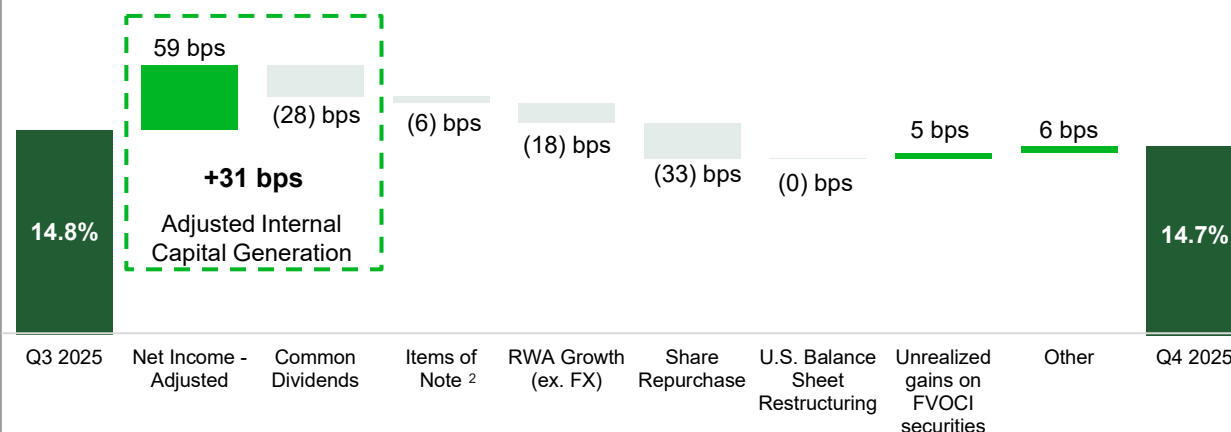 59 bps
(28) bps
(6) bps
(18) bps
(33) bps
(0) bps
5 bps
6 bps
+31 bps
Adjusted Internal
Capital Generation
14.8%
14.7%
Q3 2025
Net Income -
Adjusted
Common
Dividends
Items of
Note 2
RWA Growth
(ex. FX)
Share
Repurchase
U.S. Balance
Sheet
Restructuring
Unrealized
gains on
FVOCI
securities
Other
Q4 2025